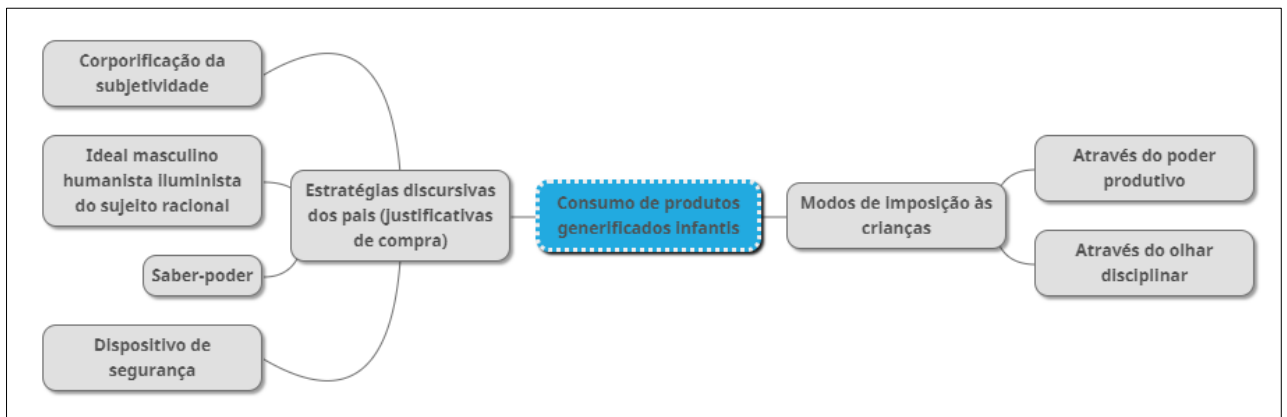 Corporificação da
subjetividade
Ideal masculino
humanista iluminista
do sujeito racional
Saber-poder
Dispositivo de
segurança
Estratégias discursivas
dos pais (justificativas
de compra)
Consumo de produtos
generificados infantis
Modos de imposição às
crianças
Através do poder
produtivo
Através do olhar
disciplinar